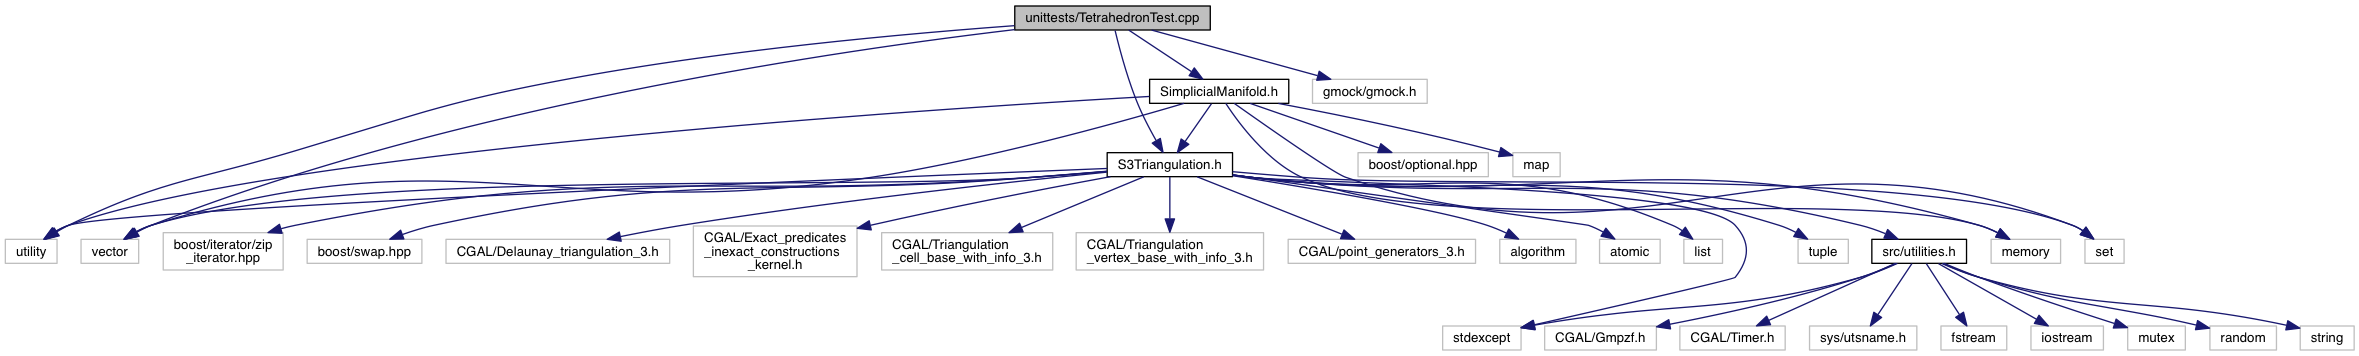 unittests/TetrahedronTest.cpp
SimplicialManifold.h
gmock/gmock.h
S3Triangulation.h
boost/optional.hpp
map
utility
vector
boost/iterator/zip
_iterator.hpp
boost/swap.hpp
CGAL/Delaunay_triangulation_3.h
CGAL/Exact_predicates
_inexact_constructions
_kernel.h
CGAL/Triangulation
_cell_base_with_info_3.h
CGAL/Triangulation
_vertex_base_with_info_3.h
CGAL/point_generators_3.h
algorithm
atomic
list
tuple
src/utilities.h
memory
set
stdexcept
CGAL/Gmpzf.h
CGAL/Timer.h
sys/utsname.h
fstream
iostream
mutex
random
string